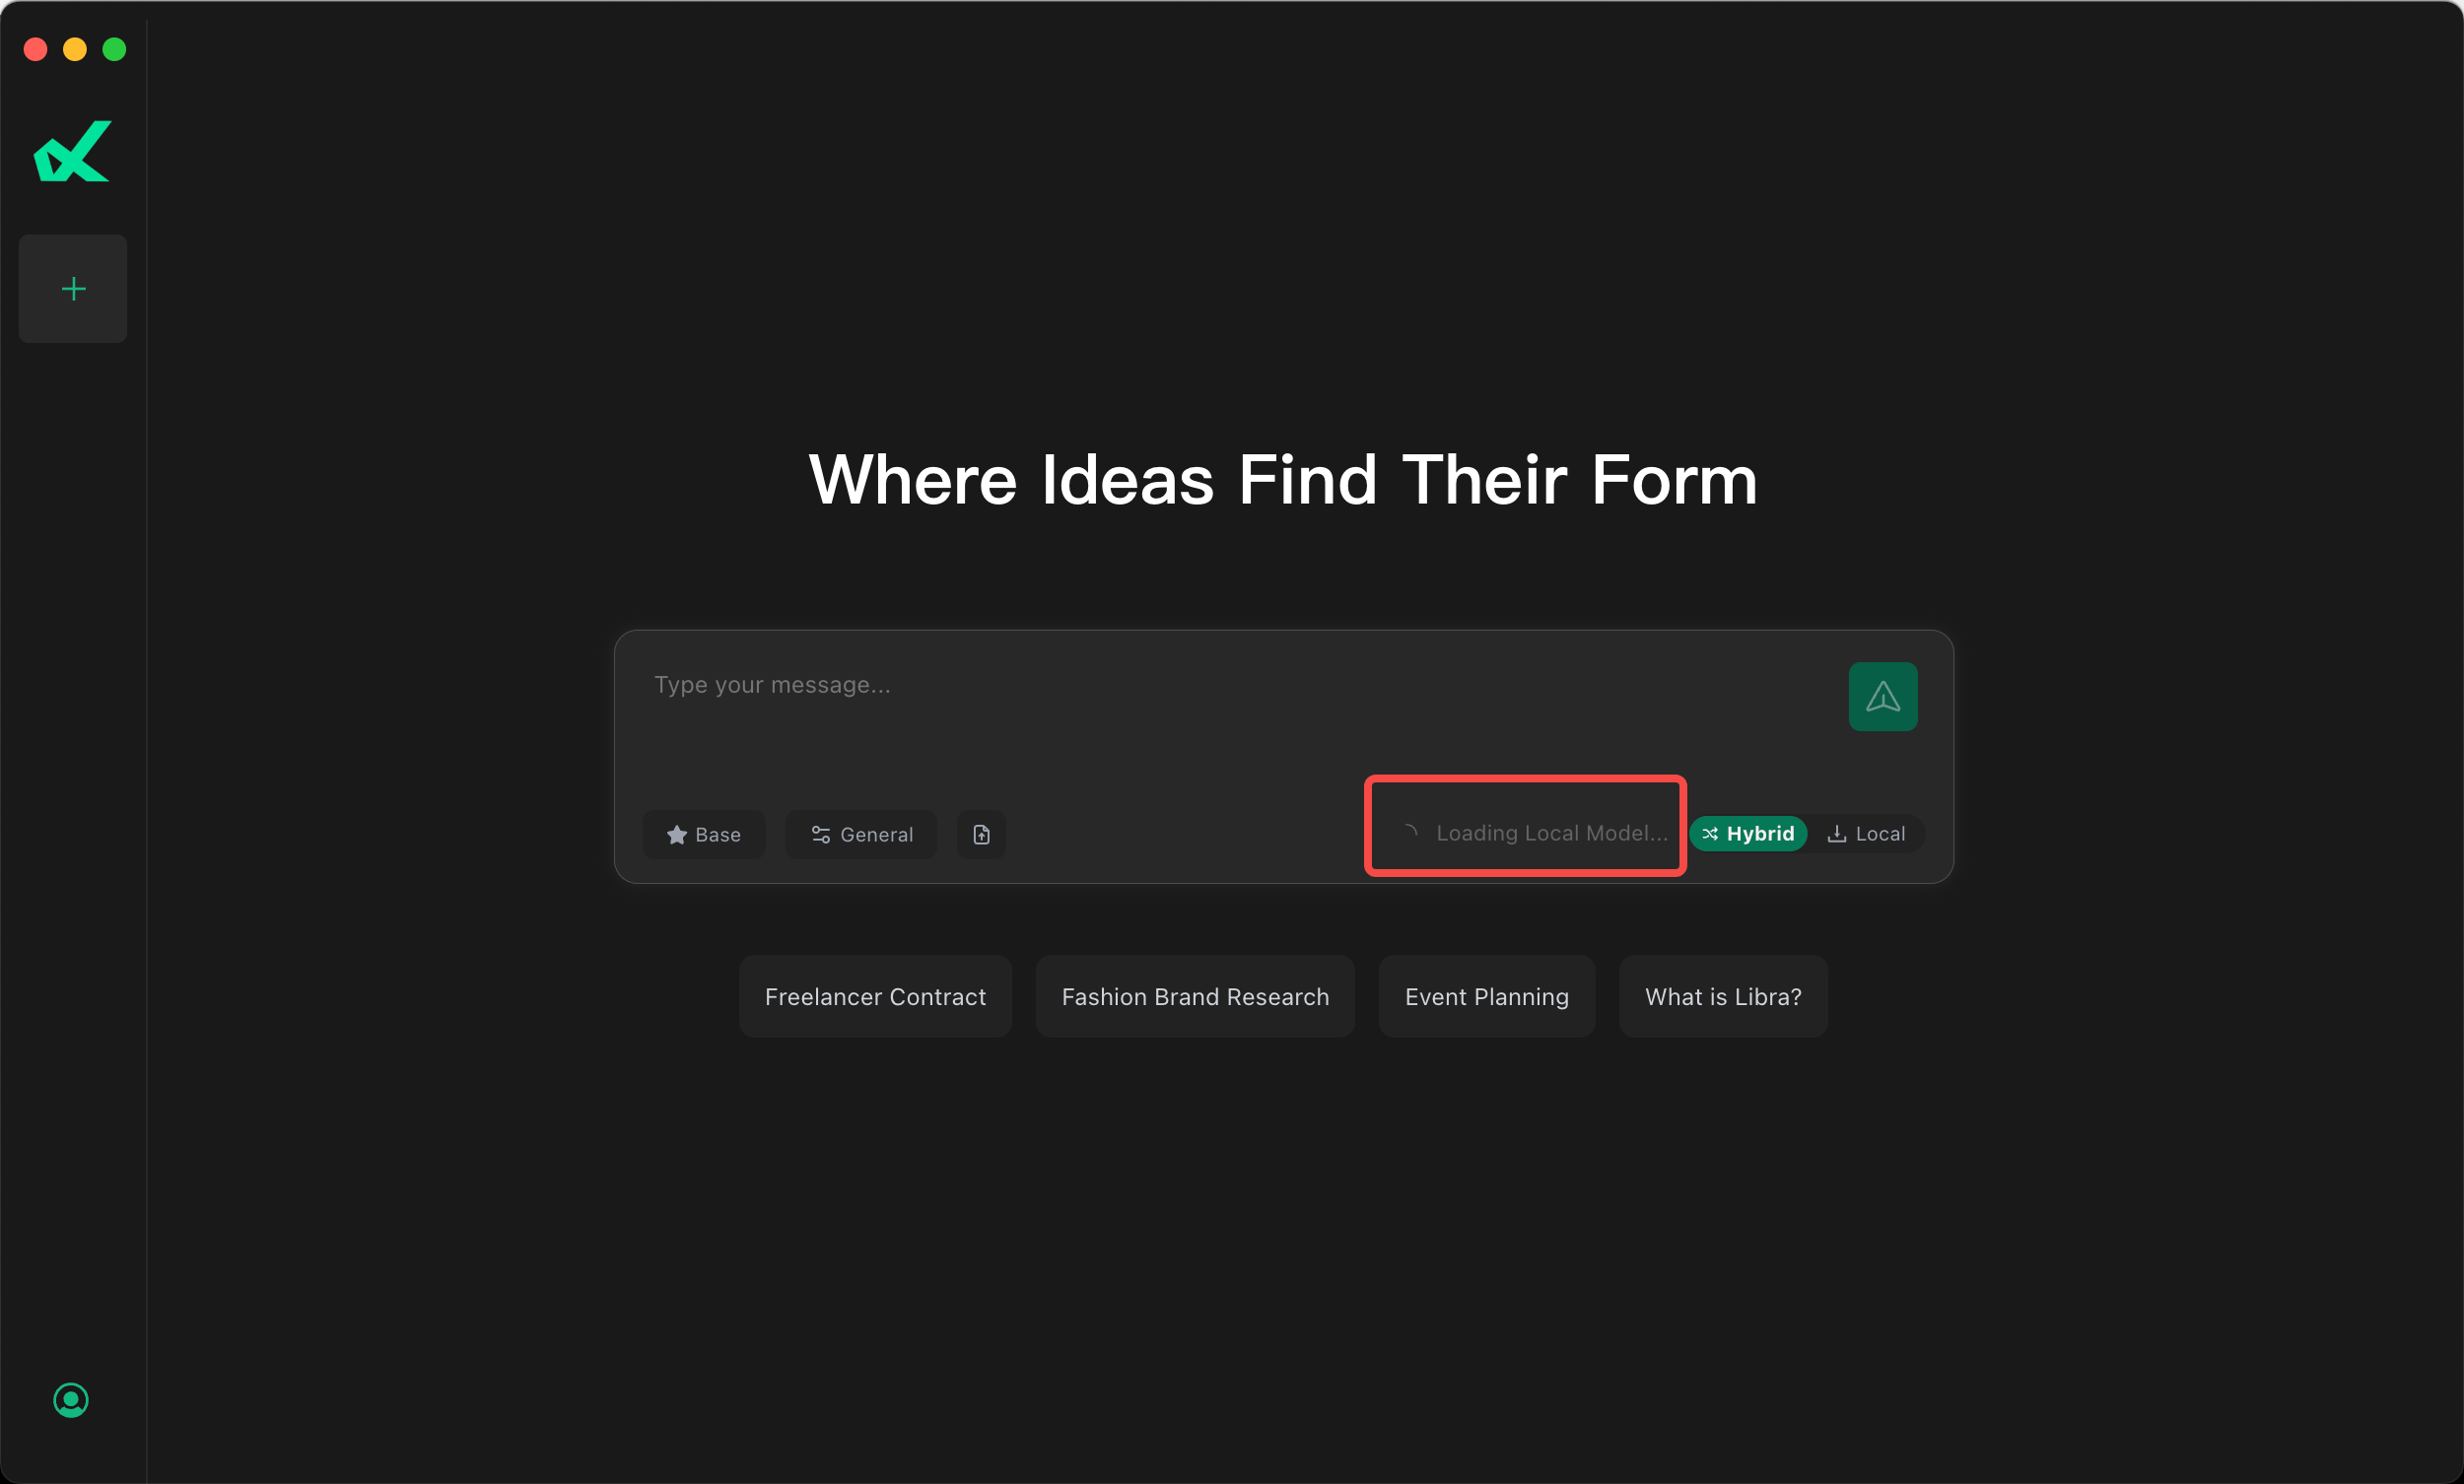 Where Ideas Find Their Form
Type your message...
Base
General
Loading Local Model...
Hybrid
Local
Freelancer Contract
Fashion Brand Research
Event Planning
What is Libra?